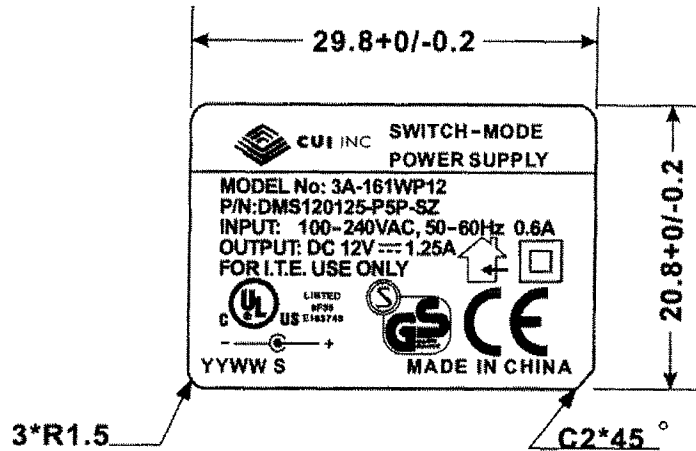 29.8+0/-0.2
CUI INC
SWITCH-MODE
POWER SUPPLY
MODEL No: 3A-161WP12
P/N:DMS120125-P5P-SZ
INPUT: 100-240VAC, 50-60Hz 0.6A
OUTPUT: DC 12V 1.25A
FOR I.T.E. USE ONLY
C UL US
LISTED
S
GS
CE
- +
YYWW S
MADE IN CHINA
20.8+0/-0.2
3*R1.5
C2*45°